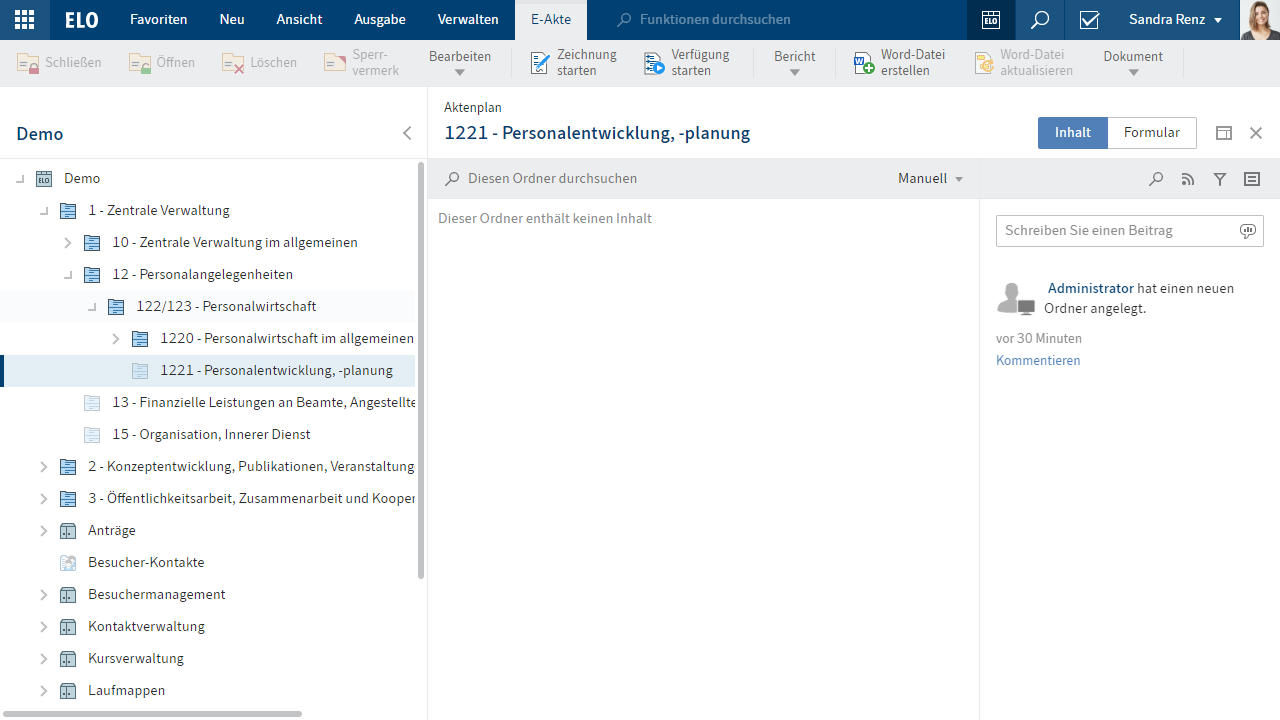 ELO Favoriten Neu Ansicht Ausgabe Verwalten E-Akte Funktionen durchsuchen ELO Sandra Renz
Schließen Öffnen Löschen Sperr-vermerk Bearbeiten Zeichnung starten Verfügung starten Bericht Word-Datei erstellen Word-Datei aktualisieren Dokument
Demo
Aktenplan
1221 - Personalentwicklung, -planung
Inhalt Formular
Diesen Ordner durchsuchen Manuell
Dieser Ordner enthält keinen Inhalt
ELO Demo
1 - Zentrale Verwaltung
10 - Zentrale Verwaltung im allgemeinen
12 - Personalangelegenheiten
122/123 - Personalwirtschaft
1220 - Personalwirtschaft im allgemeinen
1221 - Personalentwicklung, -planung
13 - Finanzielle Leistungen an Beamte, Angestellte
15 - Organisation, Innerer Dienst
2 - Konzeptentwicklung, Publikationen, Veranstaltung
3 - Öffentlichkeitsarbeit, Zusammenarbeit und Kooper
Anträge
Besucher-Kontakte
Besuchermanagement
Kontaktverwaltung
Kursverwaltung
Laufmappen
Schreiben Sie einen Beitrag
Administrator hat einen neuen
Ordner angelegt.
vor 30 Minuten
Kommentieren